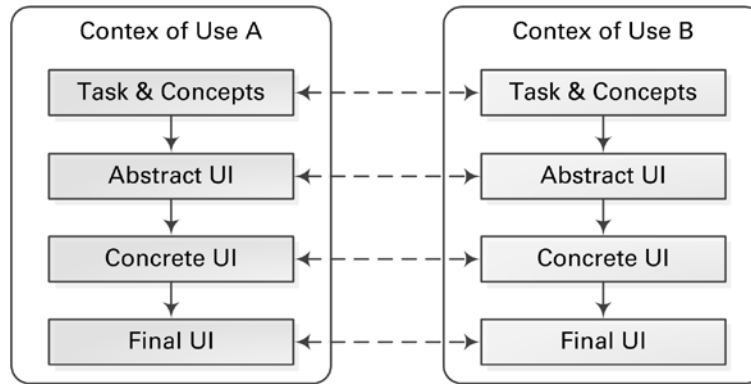 Contex of Use A
Task & Concepts
Abstract UI
Concrete UI
Final UI
Contex of Use B
Task & Concepts
Abstract UI
Concrete UI
Final UI